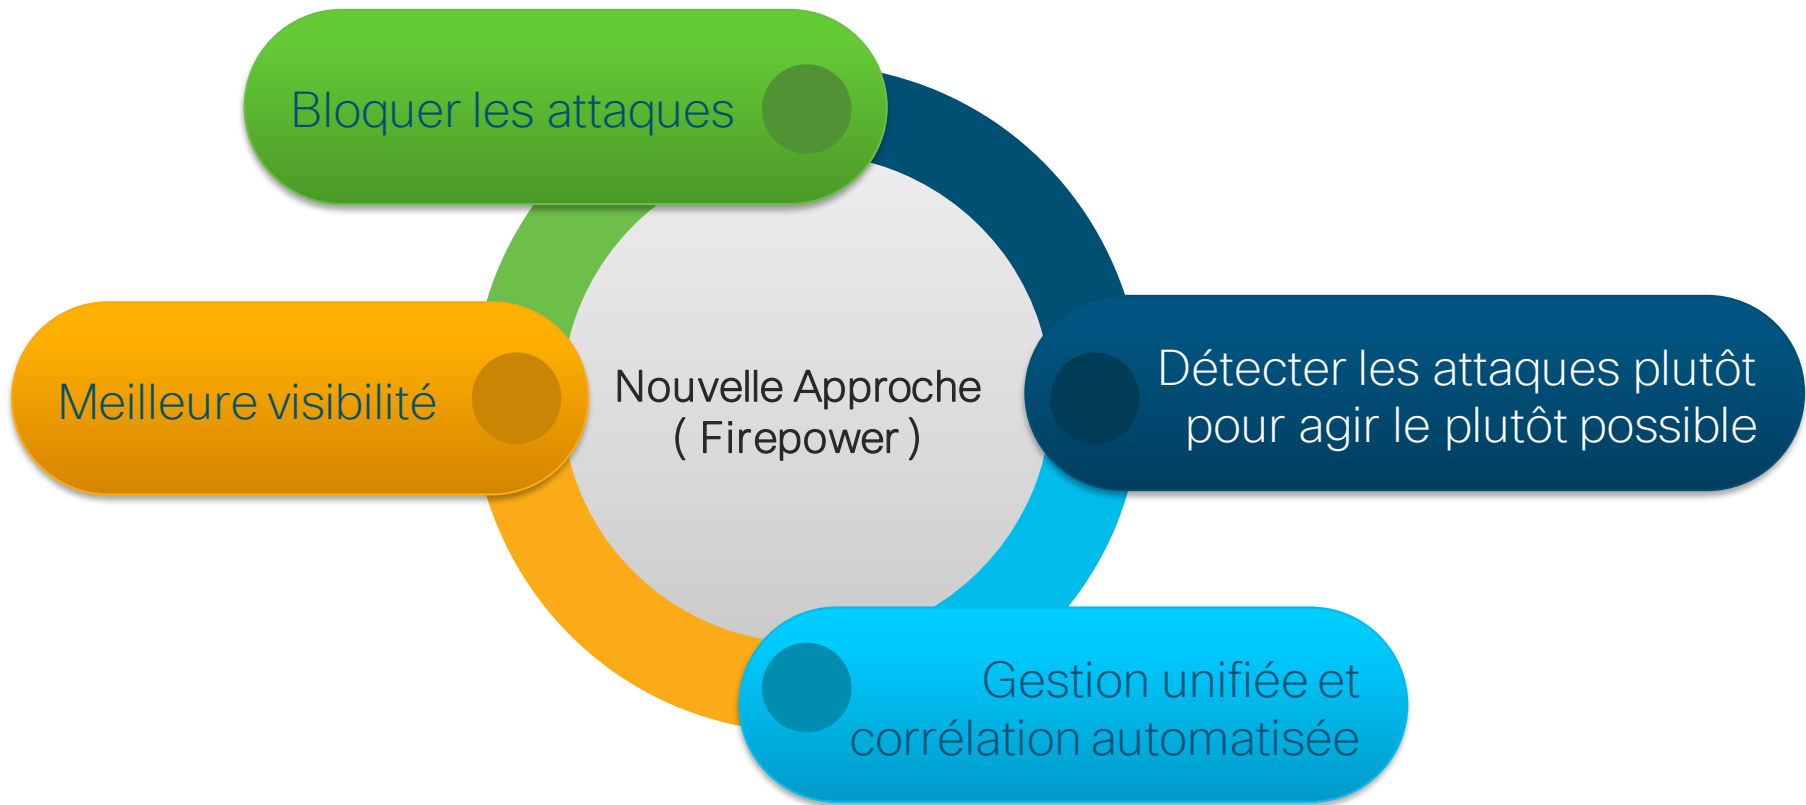 Bloquer les attaques
Meilleure visibilité
Nouvelle Approche
( Firepower )
Détecter les attaques plutôt
pour agir le plutôt possible
Gestion unifiée et
corrélation automatisée